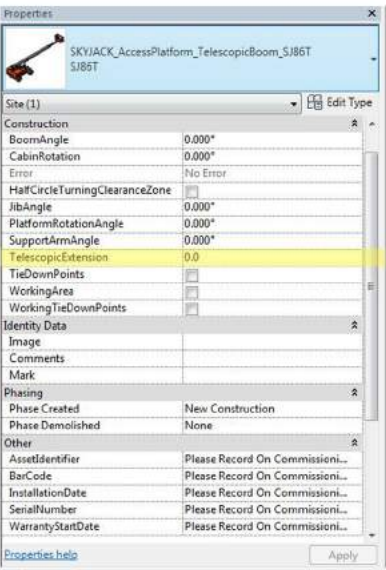 Properties
SKYJACK_AccessPlatform_TelescopicBoom_SJ86T
SJ86T
Site (1) Edit Type
Construction
BoomAngle 0.000°
CabinRotation 0.000°
Error No Error
HalfCircleTurningClearanceZone
JibAngle 0.000°
PlatformRotationAngle 0.000°
SupportArmAngle 0.000°
TelescopicExtension 0.0
TieDownPoints
WorkingArea
WorkingTieDownPoints
Identity Data
Image
Comments
Mark
Phasing
Phase Created New Construction
Phase Demolished None
Other
AssetIdentifier Please Record On Commissioni...
BarCode Please Record On Commissioni...
InstallationDate Please Record On Commissioni...
SerialNumber Please Record On Commissioni...
WarrantyStartDate Please Record On Commissioni...
Properties help Apply